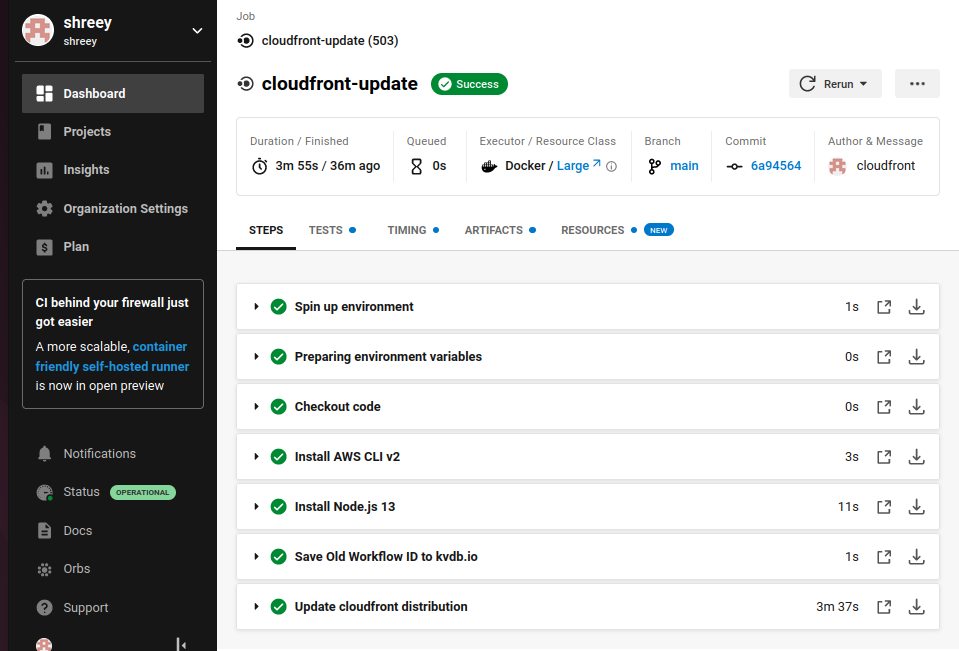 shreey
shreey
Dashboard
Projects
Insights
Organization Settings
Plan
CI behind your firewall just
got easier
A more scalable, container
friendly self-hosted runner
is now in open preview
Notifications
Status OPERATIONAL
Docs
Orbs
Support
Job
cloudfront-update (503)
cloudfront-update Success
Rerun
Duration / Finished
3m 55s / 36m ago
Queued
0s
Executor / Resource Class
Docker / Large
Branch
main
Commit
6a94564
Author & Message
cloudfront
STEPS TESTS TIMING ARTIFACTS RESOURCES NEW
Spin up environment 1s
Preparing environment variables 0s
Checkout code 0s
Install AWS CLI v2 3s
Install Node.js 13 11s
Save Old Workflow ID to kvdb.io 1s
Update cloudfront distribution 3m 37s